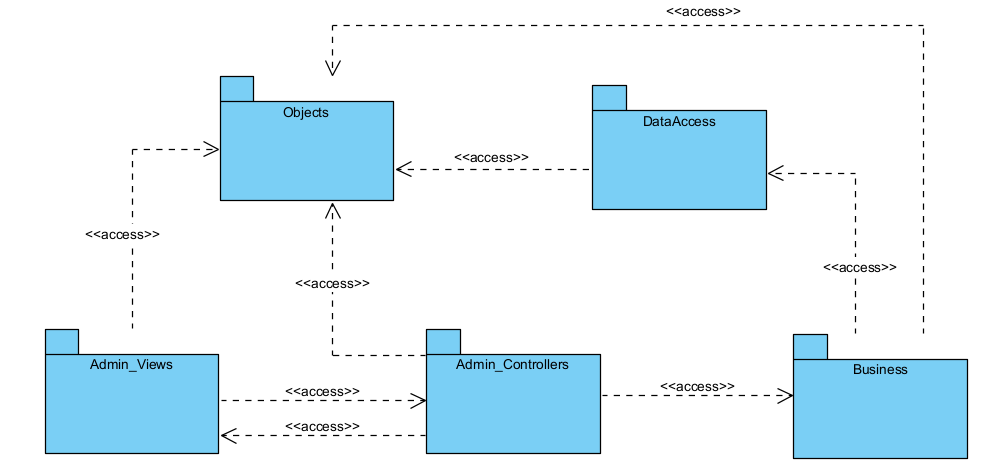 <<access>>
Objects
DataAccess
<<access>>
<<access>>
<<access>>
<<access>>
Admin_Views
Admin_Controllers
Business
<<access>>
<<access>>
<<access>>